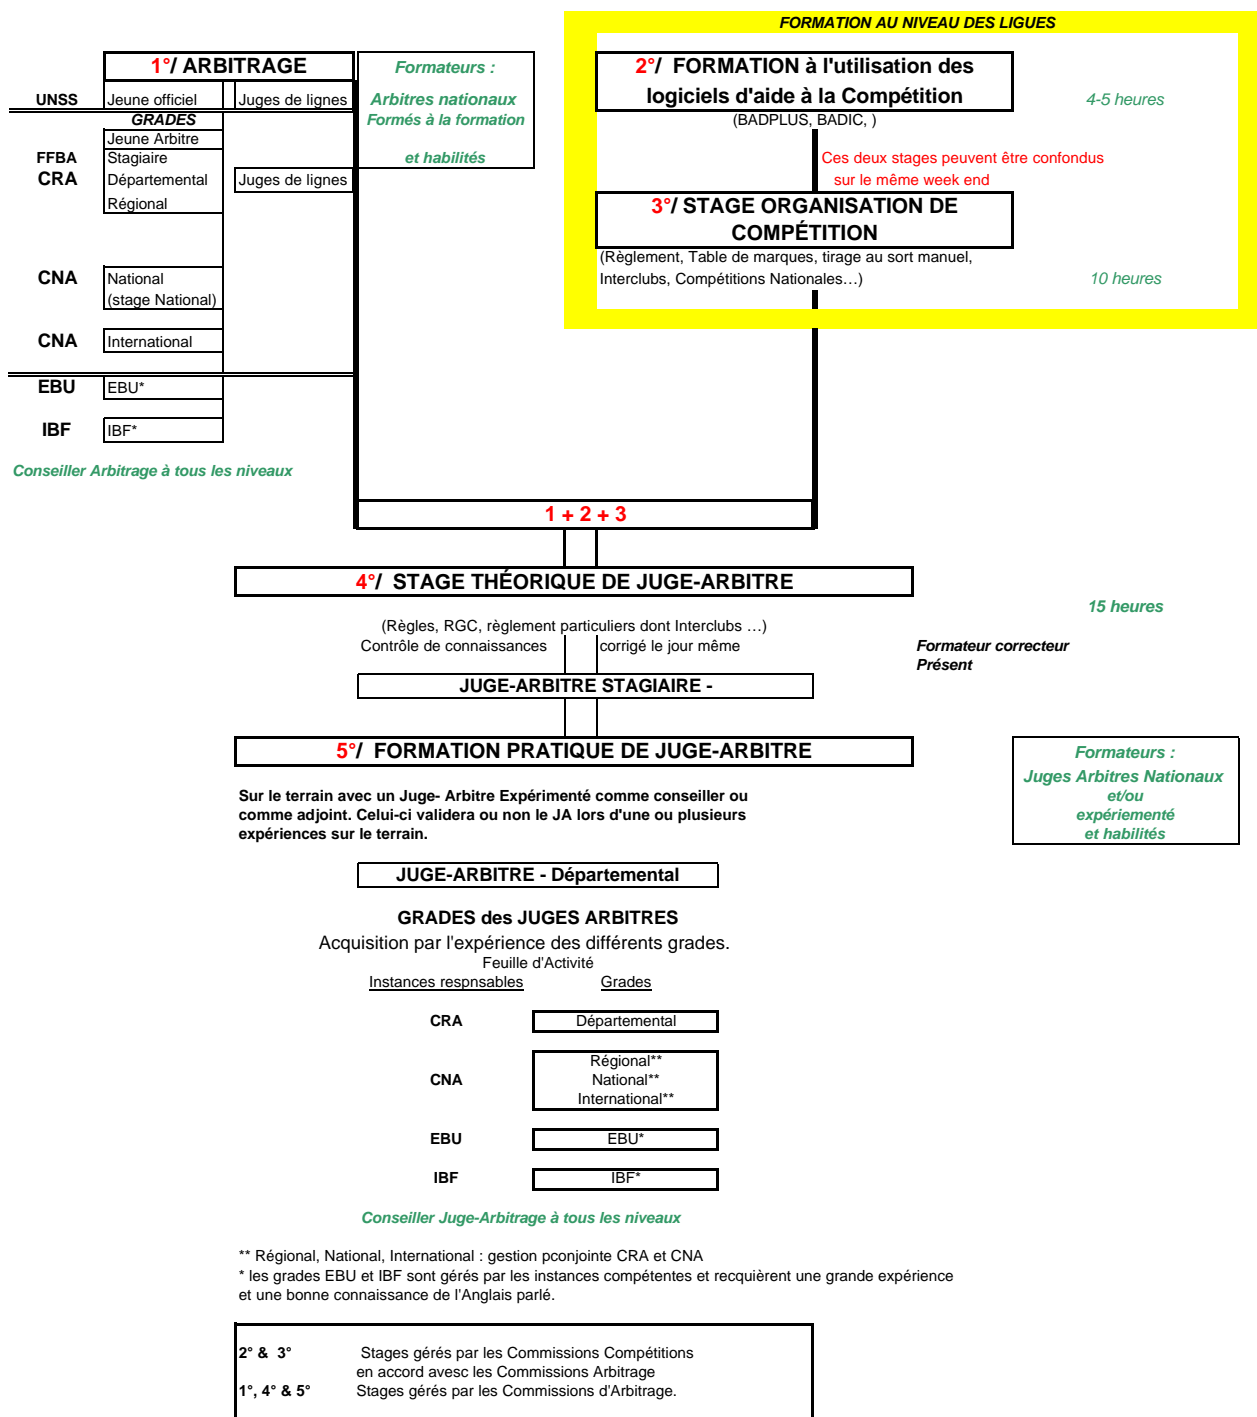 FORMATION AU NIVEAU DES LIGUES
1°/ ARBITRAGE
Formateurs :
2°/ FORMATION à l'utilisation des
logiciels d'aide à la Compétition
UNSS
Jeune officiel
Juges de lignes
Arbitres nationaux
4-5 heures
GRADES
Formés à la formation
(BADPLUS, BADIC, )
Jeune Arbitre
FFBA
Stagiaire
et habilités
Ces deux stages peuvent être confondus
CRA
Départemental
Juges de lignes
sur le même week end
Régional
3°/ STAGE ORGANISATION DE
COMPÉTITION
(Règlement, Table de marques, tirage au sort manuel,
CNA
National
Interclubs, Compétitions Nationales…)
10 heures
(stage National)
CNA
International
EBU
EBU*
IBF
IBF*
Conseiller Arbitrage à tous les niveaux
1 + 2 + 3
4°/ STAGE THÉORIQUE DE JUGE-ARBITRE
15 heures
(Règles, RGC, règlement particuliers dont Interclubs …)
Contrôle de connaissances
corrigé le jour même
Formateur correcteur
Présent
JUGE-ARBITRE STAGIAIRE -
5°/ FORMATION PRATIQUE DE JUGE-ARBITRE
Formateurs :
Juges Arbitres Nationaux
et/ou
expériementé
et habilités
Sur le terrain avec un Juge- Arbitre Expérimenté comme conseiller ou
comme adjoint. Celui-ci validera ou non le JA lors d'une ou plusieurs
expériences sur le terrain.
JUGE-ARBITRE - Départemental
GRADES des JUGES ARBITRES
Acquisition par l'expérience des différents grades.
Feuille d'Activité
Instances respnsables
Grades
CRA
Départemental
Régional**
CNA
National**
International**
EBU
EBU*
IBF
IBF*
Conseiller Juge-Arbitrage à tous les niveaux
** Régional, National, International : gestion pconjointe CRA et CNA
* les grades EBU et IBF sont gérés par les instances compétentes et recquièrent une grande expérience
et une bonne connaissance de l'Anglais parlé.
2° & 3°
Stages gérés par les Commissions Compétitions
en accord avesc les Commissions Arbitrage
1°, 4° & 5°
Stages gérés par les Commissions d'Arbitrage.